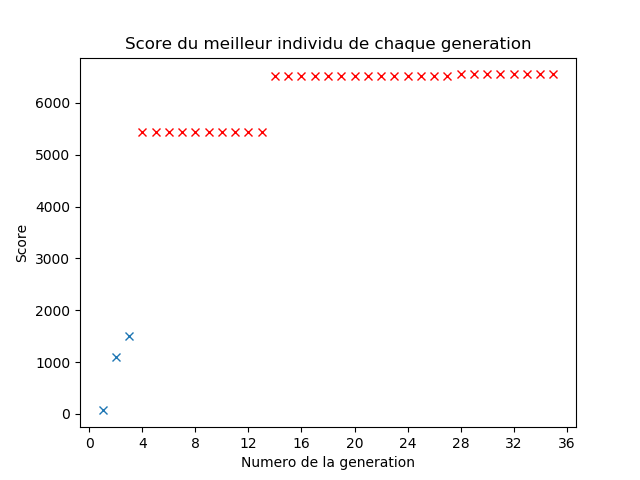 Score du meilleur individu de chaque generation
6000
5000
4000
3000
2000
1000
0
Score
0 4 8 12 16 20 24 28 32 36
Numero de la generation